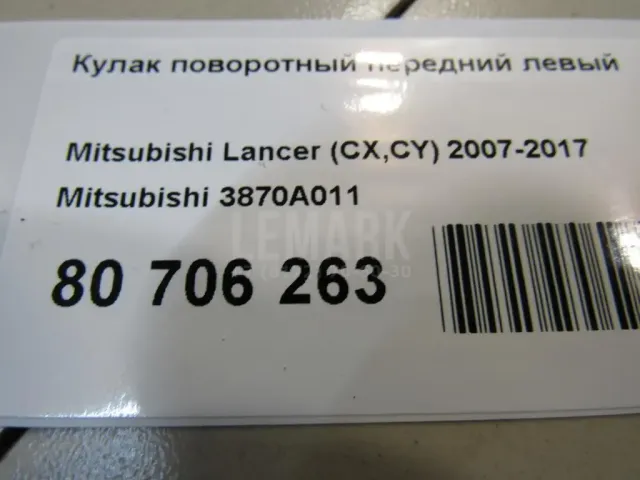 Кулак поворотный передний левый
Mitsubishi Lancer (CX,CY) 2007-2017
Mitsubishi 3870A011
LEMARK
80 706 263